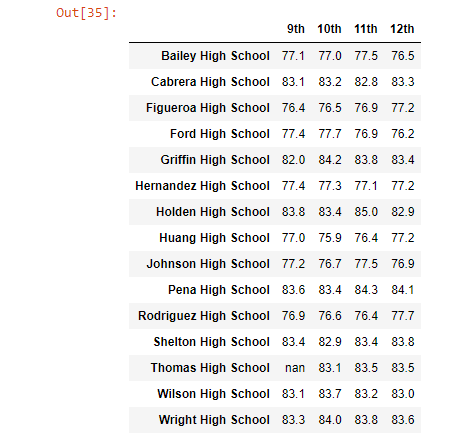 Out[35]:
9th 10th 11th 12th
Bailey High School 77.1 77.0 77.5 76.5
Cabrera High School 83.1 83.2 82.8 83.3
Figueroa High School 76.4 76.5 76.9 77.2
Ford High School 77.4 77.7 76.9 76.2
Griffin High School 82.0 84.2 83.8 83.4
Hernandez High School 77.4 77.3 77.1 77.2
Holden High School 83.8 83.4 85.0 82.9
Huang High School 77.0 75.9 76.4 77.2
Johnson High School 77.2 76.7 77.5 76.9
Pena High School 83.6 83.4 84.3 84.1
Rodriguez High School 76.9 76.6 76.4 77.7
Shelton High School 83.4 82.9 83.4 83.8
Thomas High School nan 83.1 83.5 83.5
Wilson High School 83.1 83.7 83.2 83.0
Wright High School 83.3 84.0 83.8 83.6